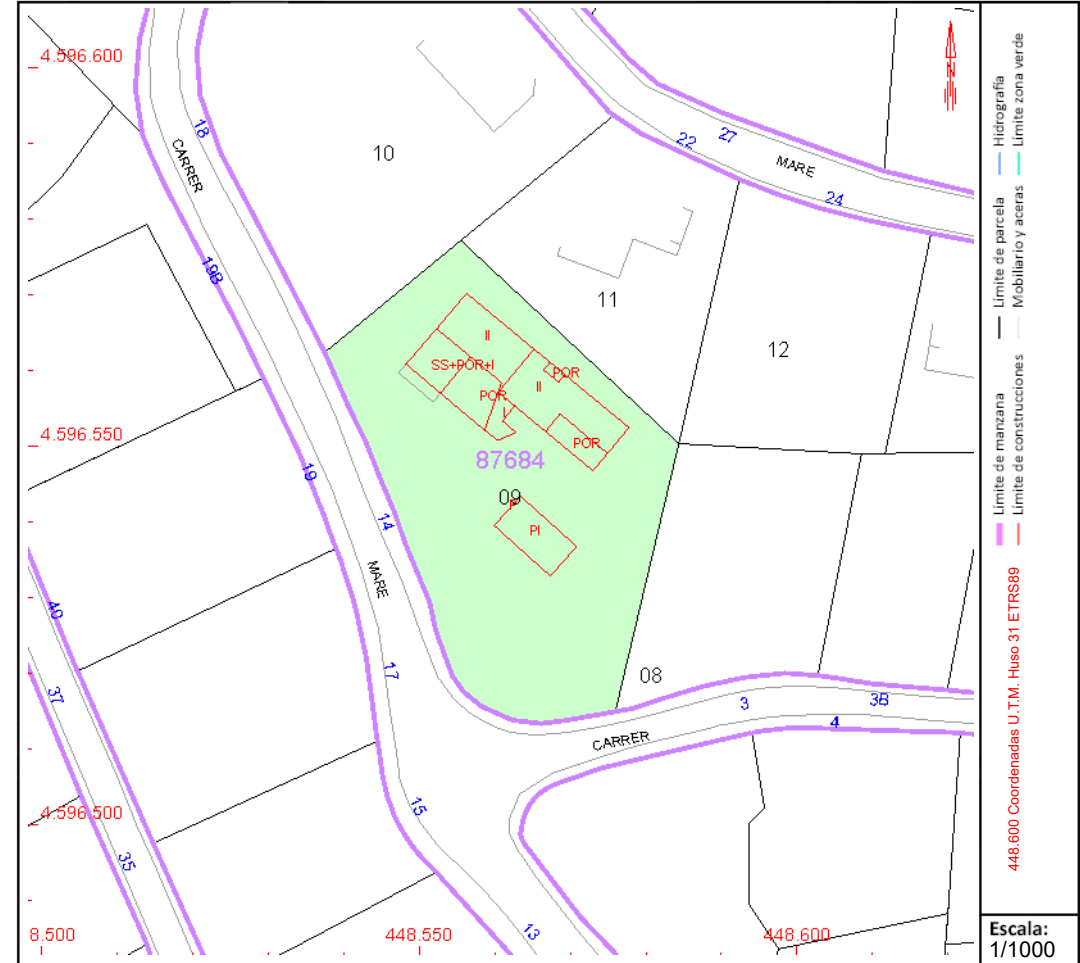 4.596.600
18
CARRER
10
22
27
MARE
24
19B
11
12
II
SS+POR+I
POR
II
POR
I
POR
4.596.550
87684
09
P
PI
19
14
MARE
40
37
17
08
3
3B
4
CARRER
4.596.500
15
35
13
8.500
448.550
448.600
N
Hidrografía
Límite zona verde
Límite de parcela
Mobiliario y aceras
Límite de manzana
Límite de construcciones
448.600 Coordenadas U.T.M. Huso 31 ETRS89
Escala:
1/1000